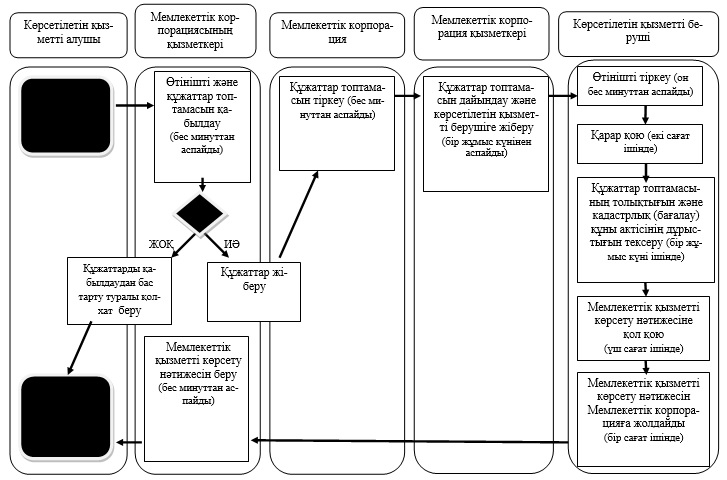 Көрсетілетін қыз-
метті алушы
Мемлекеттік кор-
порациясының
қызметкері
Мемлекеттік корпора-
ция
Мемлекеттік корпо-
рация қызметкері
Көрсетілетін қызметті бе-
руші
Өтінішті және
құжаттар топ-
тамасын қа-
былдау
(бес минуттан
аспайды)
ЖОҚ
ИӘ
Құжаттарды қа-
былдаудан бас
тарту туралы қол-
хат беру
Құжаттар жі-
беру
Мемлекеттік
қызметті көрсету
нәтижесін беру
(бес минуттан ас-
пайды)
Құжаттар топтама-
сын тіркеу (бес ми-
нуттан аспайды)
Құжаттар топтама-
сын дайындау және
көрсетілетін қызмет-
ті берушіге жіберу
(бір жұмыс күнінен
аспайды)
Өтінішті тіркеу (он
бес минуттан аспайды)
Қарар қою (екі сағат
ішінде)
Құжаттар топтамасы-
ның толықтығын және
кадастрлық (бағалау)
құны актісінің дұрыс-
тығын тексеру (бір жұ-
мыс күні ішінде)
Мемлекеттік қызметті
көрсету нәтижесіне
қол қою
(үш сағат ішінде)
Мемлекеттік қызметті
көрсету нәтижесін
Мемлекеттік корпора-
цияға жолдайды
(бір сағат ішінде)